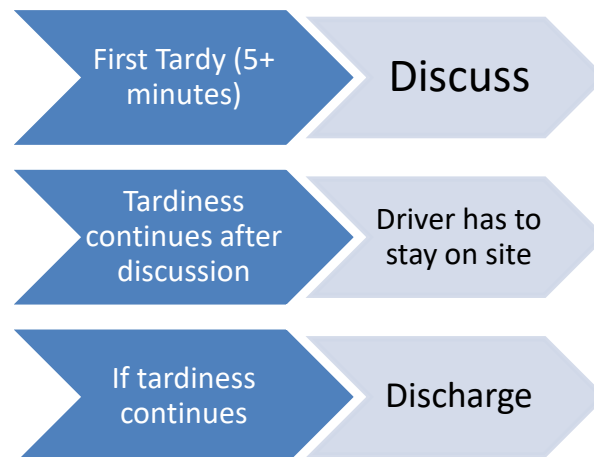 First Tardy (5+
minutes)
Discuss
Tardiness
continues after
discussion
Driver has to
stay on site
If tardiness
continues
Discharge